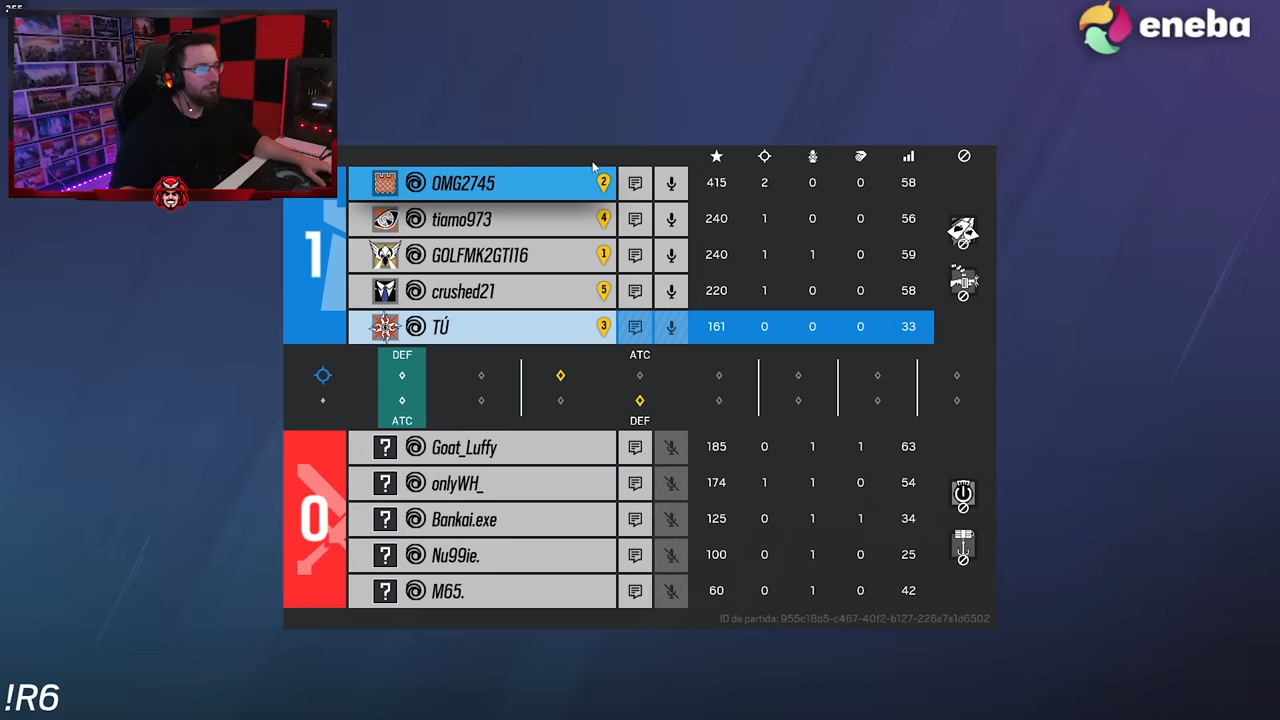 255
eneba
OMG2745 2 415 2 0 0 58
tiamo973 4 240 1 0 0 56
1
GOLFMK2GTI16 1 240 1 1 0 59
crushed21 5 220 1 0 0 58
TÚ 3 161 0 0 0 33
DEF ATC
ATC DEF
Goat_Luffy 185 0 1 1 63
onlyWH_ 174 1 1 0 54
0
Bankai.exe 125 0 1 1 34
Nu99ie. 100 0 1 0 25
M65. 60 0 1 0 42
ID de partida: 955c18b5-c467-40f2-b127-226a7a1d6502
!R6